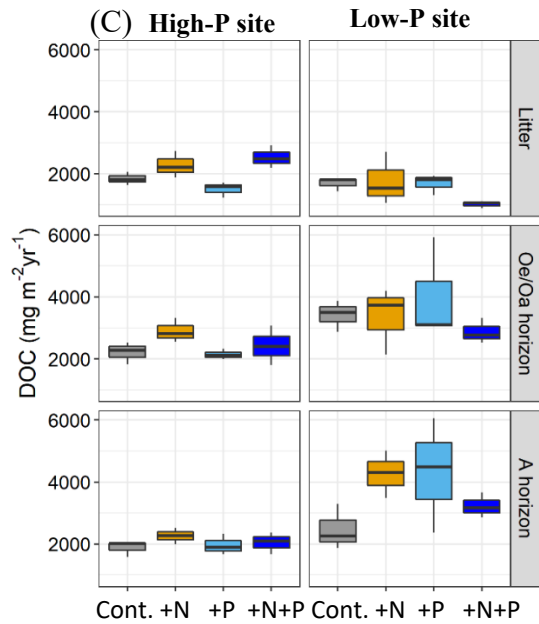 (C) High-P site Low-P site
6000
4000
2000
Litter
DOC (mg m⁻²yr⁻¹)
6000
4000
2000
Oe/Oa horizon
6000
4000
2000
A horizon
Cont. +N +P +N+P Cont. +N +P +N+P